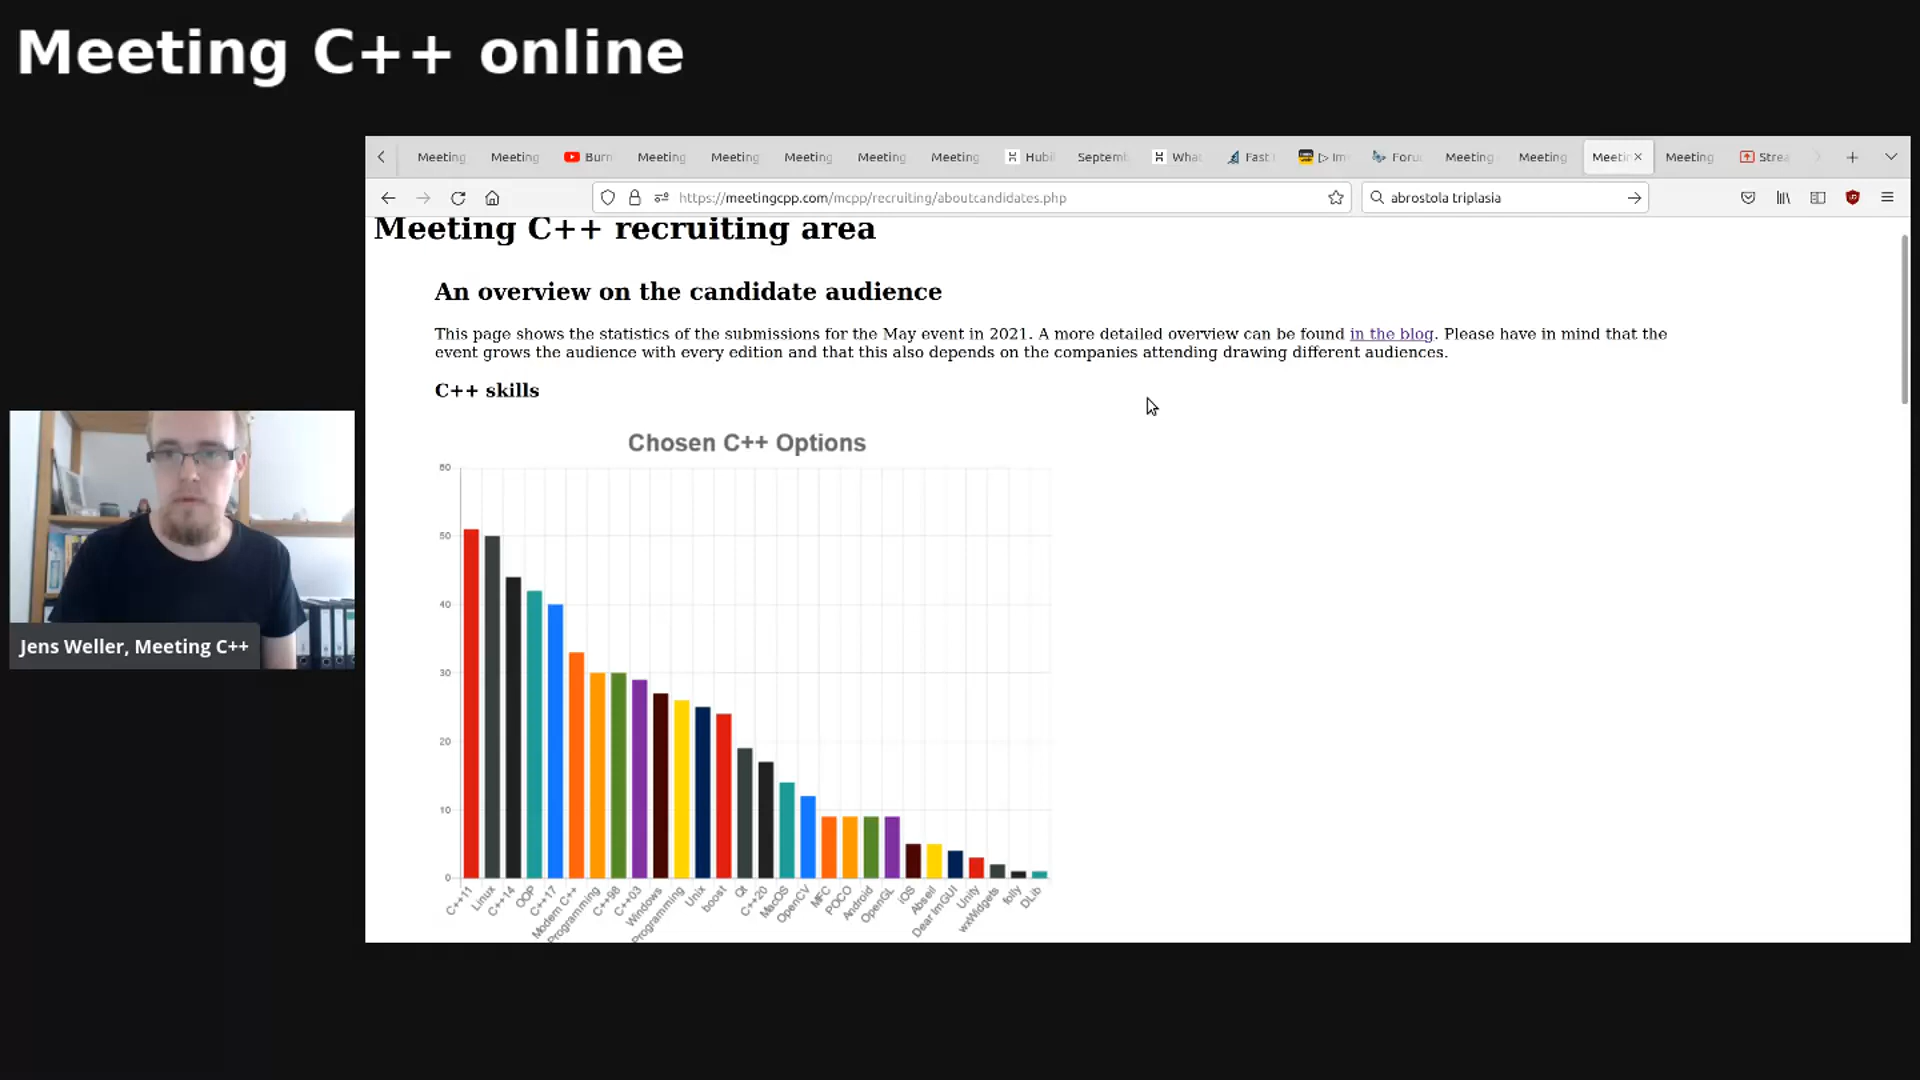 Meeting C++ online
Meeting
Meeting
Burn
Meeting
Meeting
Meeting
Meeting
Meeting
Hubb
Septemb
What
Fast
Im
Foru
Meeting
Meeting
Meetin
Meeting
Strea
https://meetingcpp.com/mcpp/recruiting/aboutcandidates.php
abrostola triplasia
Meeting C++ recruiting area
An overview on the candidate audience
This page shows the statistics of the submissions for the May event in 2021. A more detailed overview can be found in the blog. Please have in mind that the
event grows the audience with every edition and that this also depends on the companies attending drawing different audiences.
C++ skills
Chosen C++ Options
60
50
40
30
20
10
0
C++11
Linux
C++14
OOP
C++17
Modern C++
Programming
C++98
C++03
Windows
Programming
Unix
boost
Qt
C++20
MacOS
OpenCV
MFC
POCO
Android
OpenGL
iOS
Abseil
Dear ImGUI
Unity
wxWidgets
folly
DLib
Jens Weller, Meeting C++